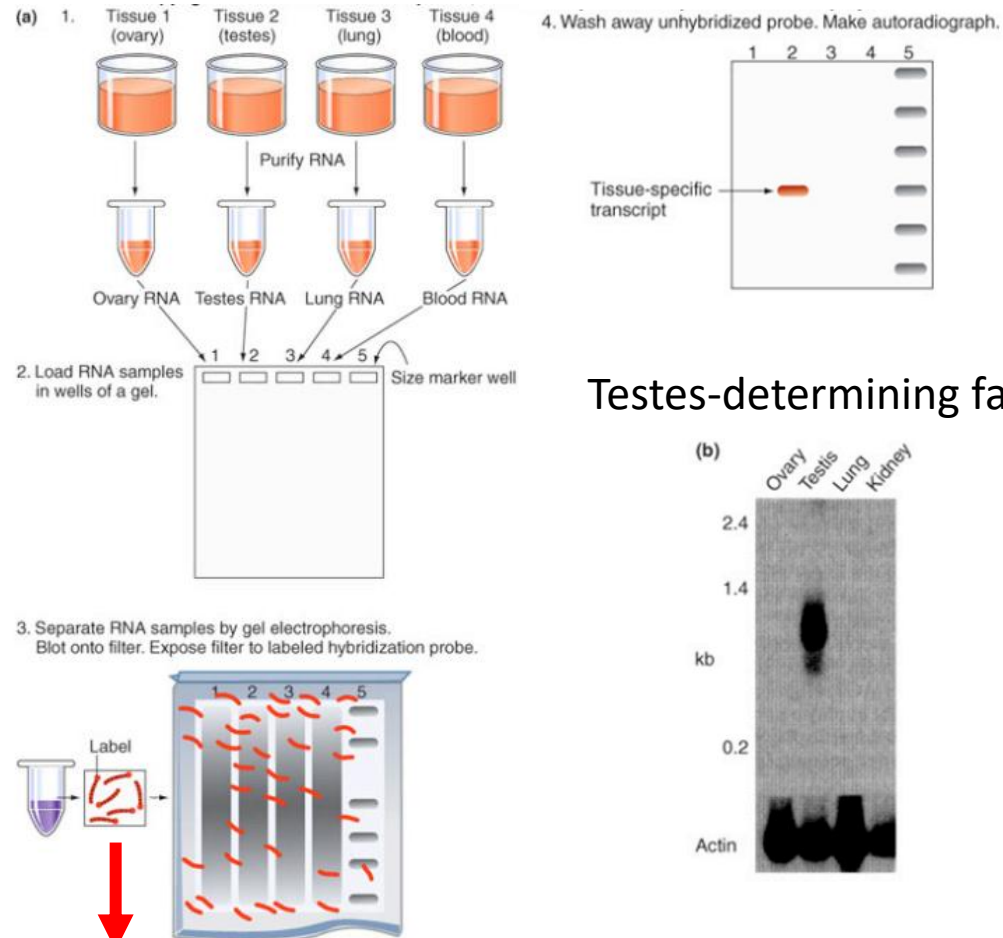 (a) 1. Tissue 1 Tissue 2 Tissue 3 Tissue 4
(ovary) (testes) (lung) (blood)
Purify RNA
Ovary RNA Testes RNA Lung RNA Blood RNA
1 2 3 4 5
2. Load RNA samples
in wells of a gel.
Size marker well
3. Separate RNA samples by gel electrophoresis.
Blot onto filter. Expose filter to labeled hybridization probe.
1 2 3 4 5
Label
4. Wash away unhybridized probe. Make autoradiograph.
1 2 3 4 5
Tissue-specific
transcript
Testes-determining fa
(b)
Ovary Testis Lung Kidney
2.4
1.4
kb
0.2
Actin